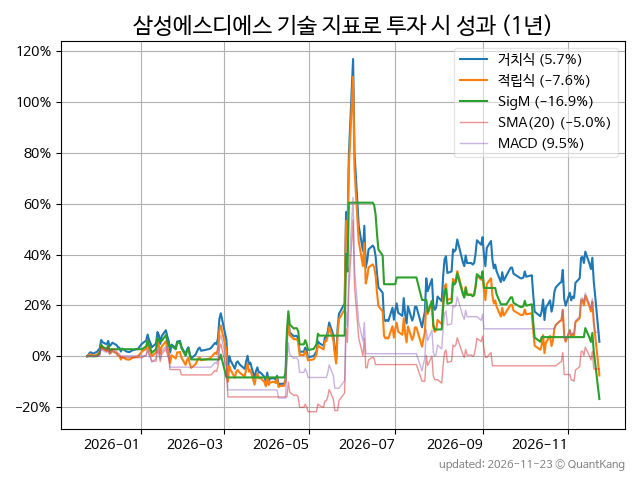 삼성에스디에스 기술 지표로 투자 시 성과 (1년)
120%
100%
80%
60%
40%
20%
0%
−20%
거치식 (5.7%)
적립식 (−7.6%)
SigM (−16.9%)
SMA(20) (−5.0%)
MACD (9.5%)
2026-01 2026-03 2026-05 2026-07 2026-09 2026-11
updated: 2026-11-23 © QuantKang